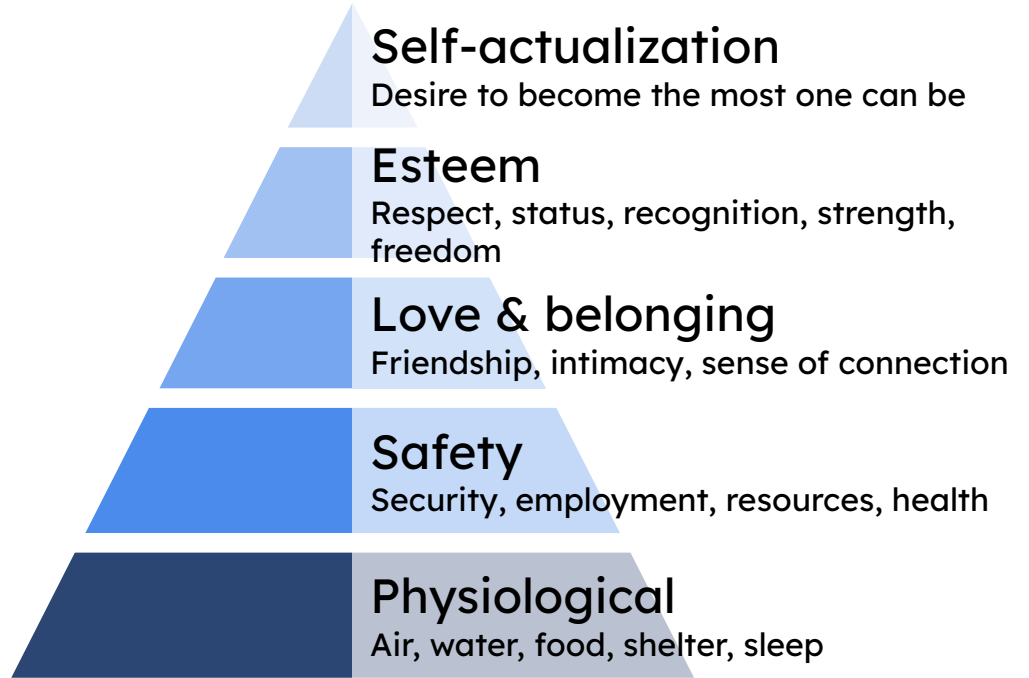 Self-actualization
Desire to become the most one can be
Esteem
Respect, status, recognition, strength,
freedom
Love & belonging
Friendship, intimacy, sense of connection
Safety
Security, employment, resources, health
Physiological
Air, water, food, shelter, sleep